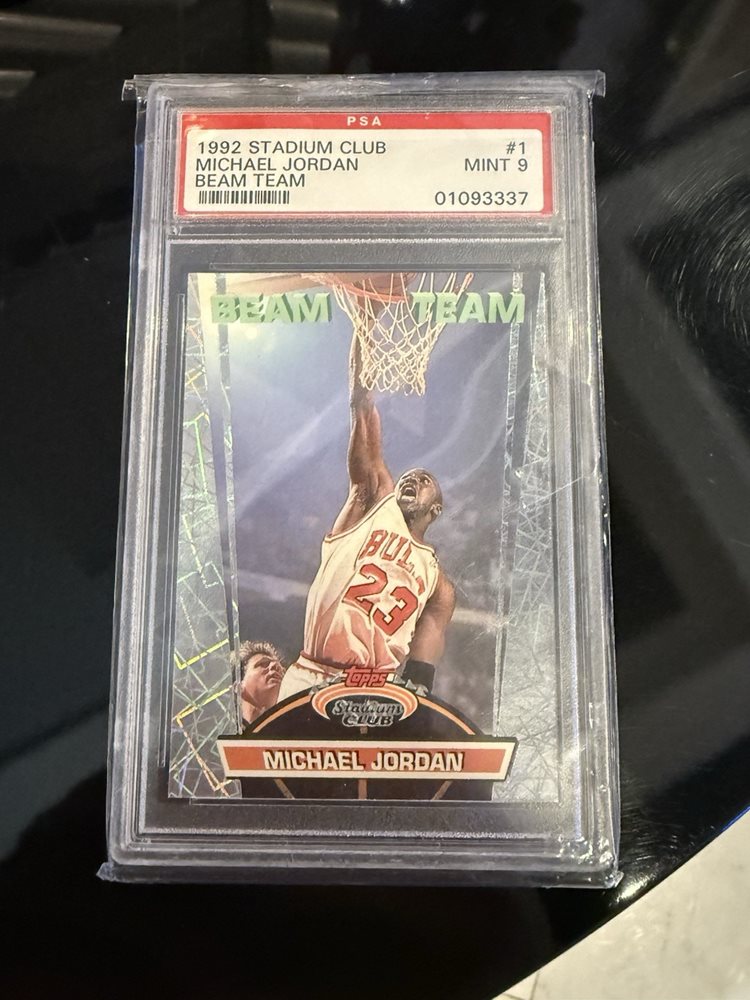 PSA
1992 STADIUM CLUB #1
MICHAEL JORDAN MINT 9
BEAM TEAM
01093337
BEAM TEAM
BULL
23
Topps
Stadium
CLUB
MICHAEL JORDAN